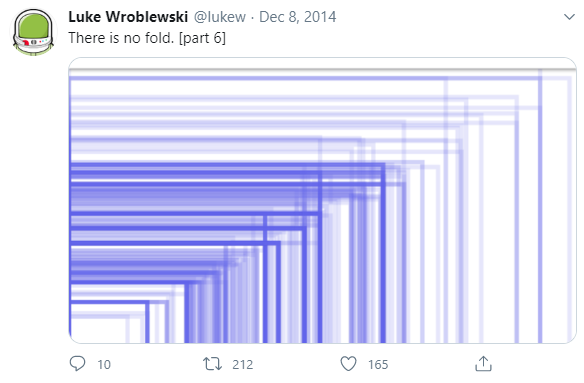 Luke Wroblewski @lukew · Dec 8, 2014
There is no fold. [part 6]
10 212 165